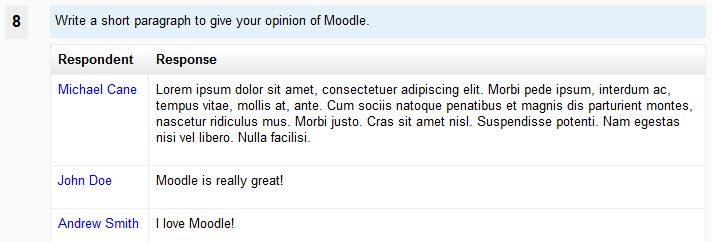 8 Write a short paragraph to give your opinion of Moodle.
Respondent Response
Michael Cane Lorem ipsum dolor sit amet, consectetuer adipiscing elit. Morbi pede ipsum, interdum ac,
tempus vitae, mollis at, ante. Cum sociis natoque penatibus et magnis dis parturient montes,
nascetur ridiculus mus. Morbi justo. Cras sit amet nisl. Suspendisse potenti. Nam egestas
nisi vel libero. Nulla facilisi.
John Doe Moodle is really great!
Andrew Smith I love Moodle!